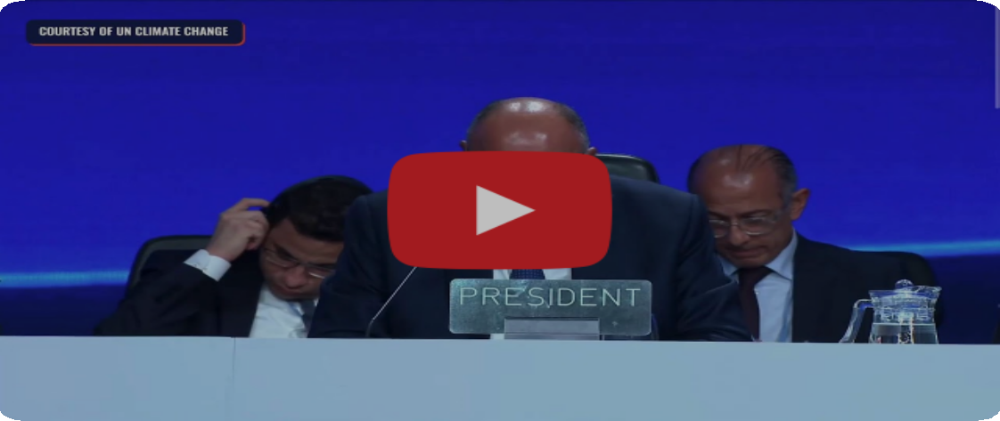 COURTESY OF UN CLIMATE CHANGE
PRESIDENT